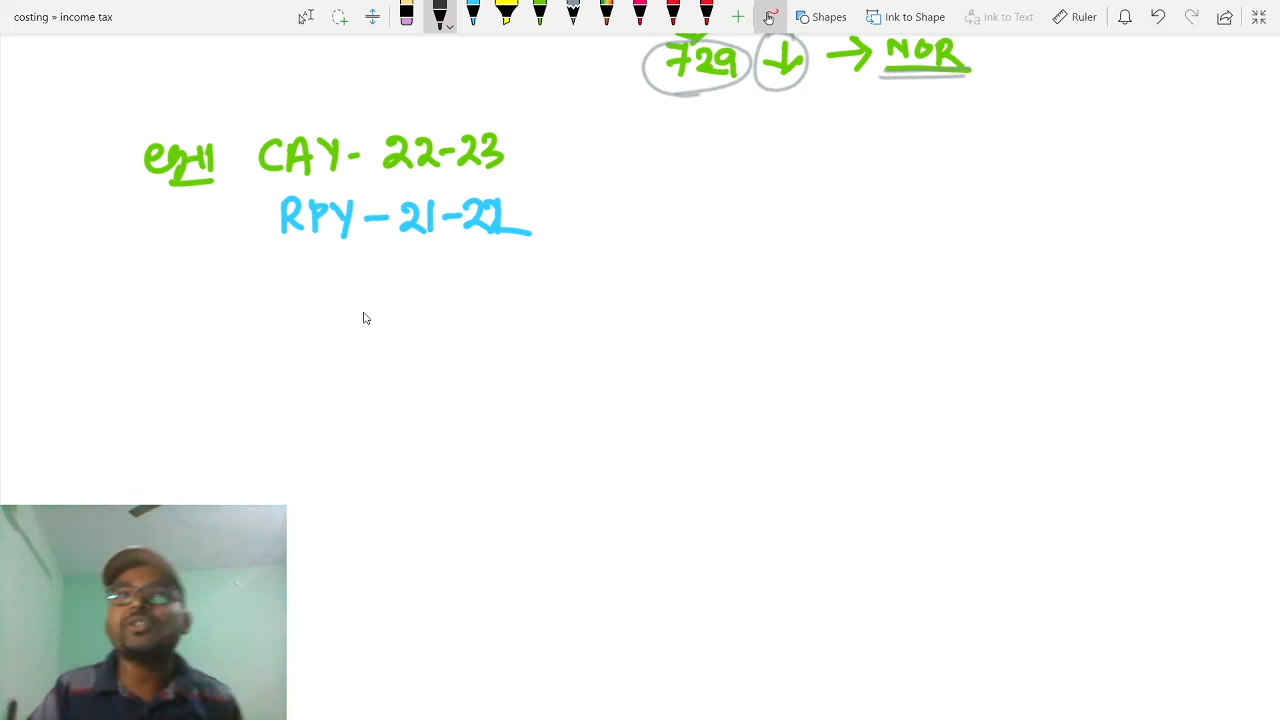 costing » income tax
Shapes
Ink to Shape
Ink to Text
Ruler
729 ↓ → NOR
CAY - 22-23
RPY - 21-22